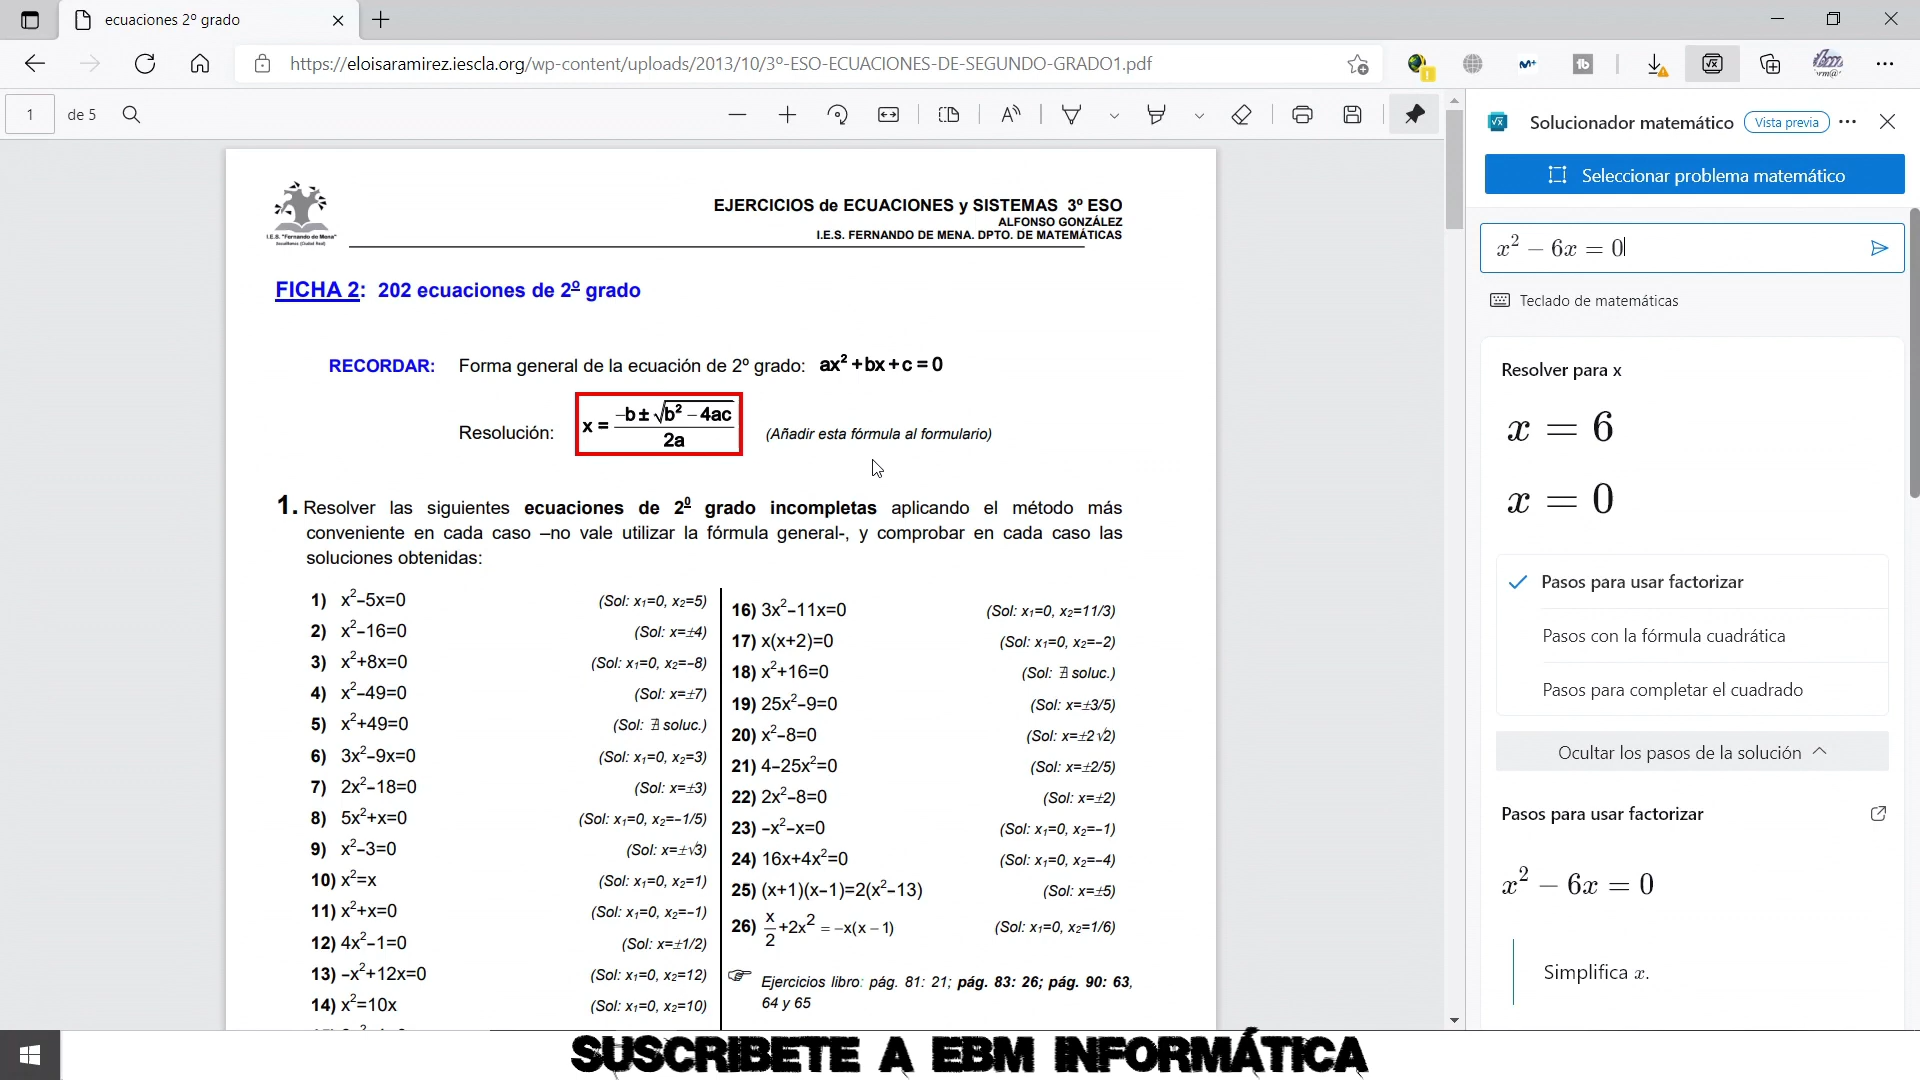 ecuaciones 2º grado
https://eloisaramirez.iescla.org/wp-content/uploads/2013/10/3º-ESO-ECUACIONES-DE-SEGUNDO-GRADO1.pdf
1 de 5
I.E.S. "Fernando de Mena"
Socuéllamos (Ciudad Real)
EJERCICIOS de ECUACIONES y SISTEMAS 3º ESO
ALFONSO GONZÁLEZ
I.E.S. FERNANDO DE MENA. DPTO. DE MATEMÁTICAS
FICHA 2: 202 ecuaciones de 2º grado
RECORDAR: Forma general de la ecuación de 2º grado: ax²+bx+c=0
Resolución: x = (−b±√(b²−4ac))/2a (Añadir esta fórmula al formulario)
1. Resolver las siguientes ecuaciones de 2º grado incompletas aplicando el método más
conveniente en cada caso –no vale utilizar la fórmula general-, y comprobar en cada caso las
soluciones obtenidas:
1) x²–5x=0 (Sol: x₁=0, x₂=5)
2) x²–16=0 (Sol: x=±4)
3) x²+8x=0 (Sol: x₁=0, x₂=–8)
4) x²–49=0 (Sol: x=±7)
5) x²+49=0 (Sol: ∄ soluc.)
6) 3x²–9x=0 (Sol: x₁=0, x₂=3)
7) 2x²–18=0 (Sol: x=±3)
8) 5x²+x=0 (Sol: x₁=0, x₂=–1/5)
9) x²–3=0 (Sol: x=±√3)
10) x²=x (Sol: x₁=0, x₂=1)
11) x²+x=0 (Sol: x₁=0, x₂=–1)
12) 4x²–1=0 (Sol: x=±1/2)
13) –x²+12x=0 (Sol: x₁=0, x₂=12)
14) x²=10x (Sol: x₁=0, x₂=10)
16) 3x²–11x=0 (Sol: x₁=0, x₂=11/3)
17) x(x+2)=0 (Sol: x₁=0, x₂=–2)
18) x²+16=0 (Sol: ∄ soluc.)
19) 25x²–9=0 (Sol: x=±3/5)
20) x²–8=0 (Sol: x=±2√2)
21) 4–25x²=0 (Sol: x=±2/5)
22) 2x²–8=0 (Sol: x=±2)
23) –x²–x=0 (Sol: x₁=0, x₂=–1)
24) 16x+4x²=0 (Sol: x₁=0, x₂=–4)
25) (x+1)(x–1)=2(x²–13) (Sol: x=±5)
26) x/2+2x² = −x(x − 1) (Sol: x₁=0, x₂=1/6)
Ejercicios libro: pág. 81: 21; pág. 83: 26; pág. 90: 63,
64 y 65
Solucionador matemático Vista previa
Seleccionar problema matemático
x² − 6x = 0
Teclado de matemáticas
Resolver para x
x = 6
x = 0
Pasos para usar factorizar
Pasos con la fórmula cuadrática
Pasos para completar el cuadrado
Ocultar los pasos de la solución
Pasos para usar factorizar
x² − 6x = 0
Simplifica x.
SUSCRIBETE A EBM INFORMÁTICA